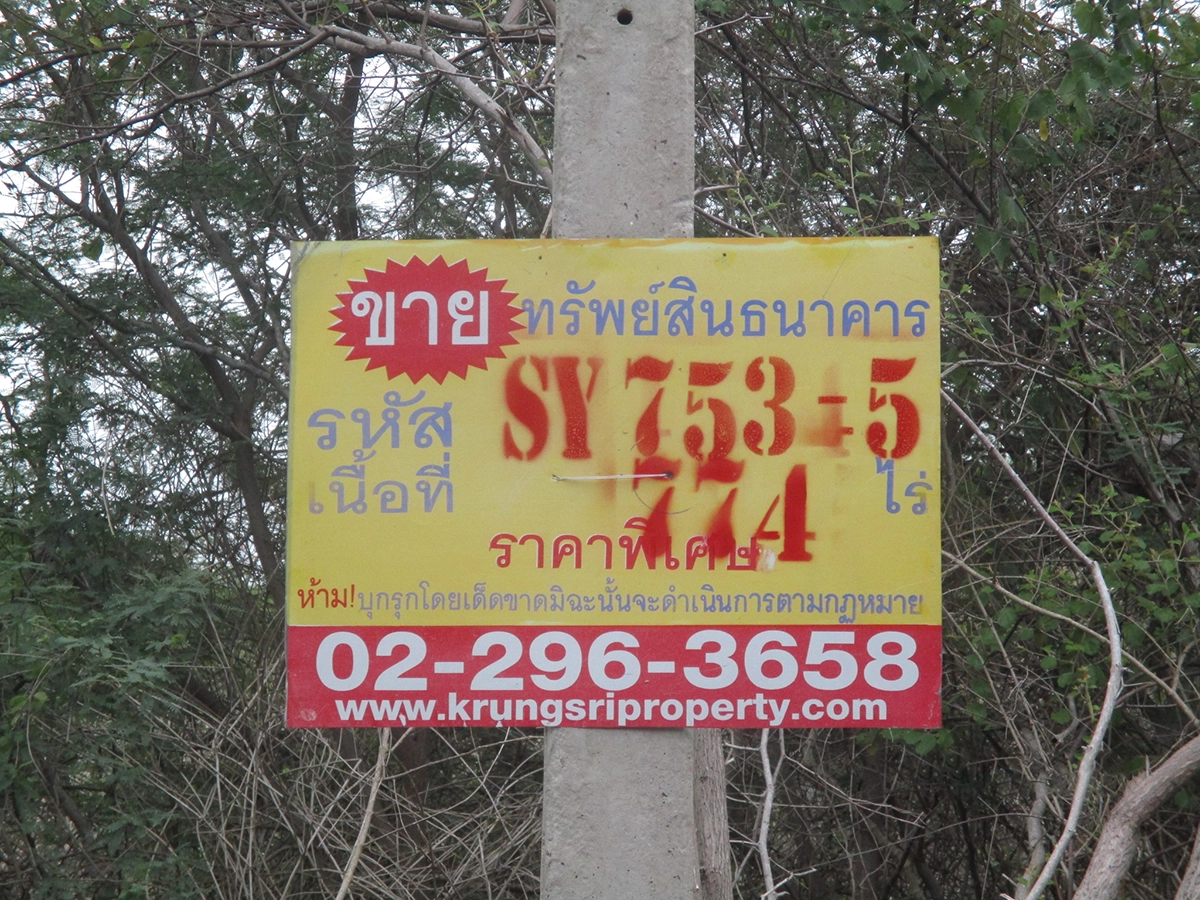 ขาย ทรัพย์สินธนาคาร
รหัส SY 753-5
เนื้อที่ 774 ไร่
ราคาพิเศษ
ห้าม! บุกรุกโดยเด็ดขาดมิฉะนั้นจะดำเนินการตามกฎหมาย
02-296-3658
www.krungsriproperty.com